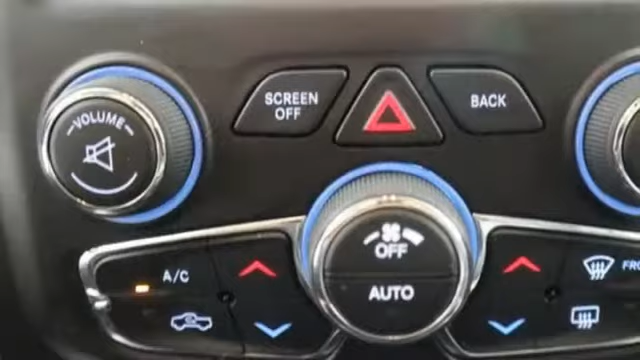 SCREEN
OFF
BACK
VOLUME
OFF
AUTO
A/C